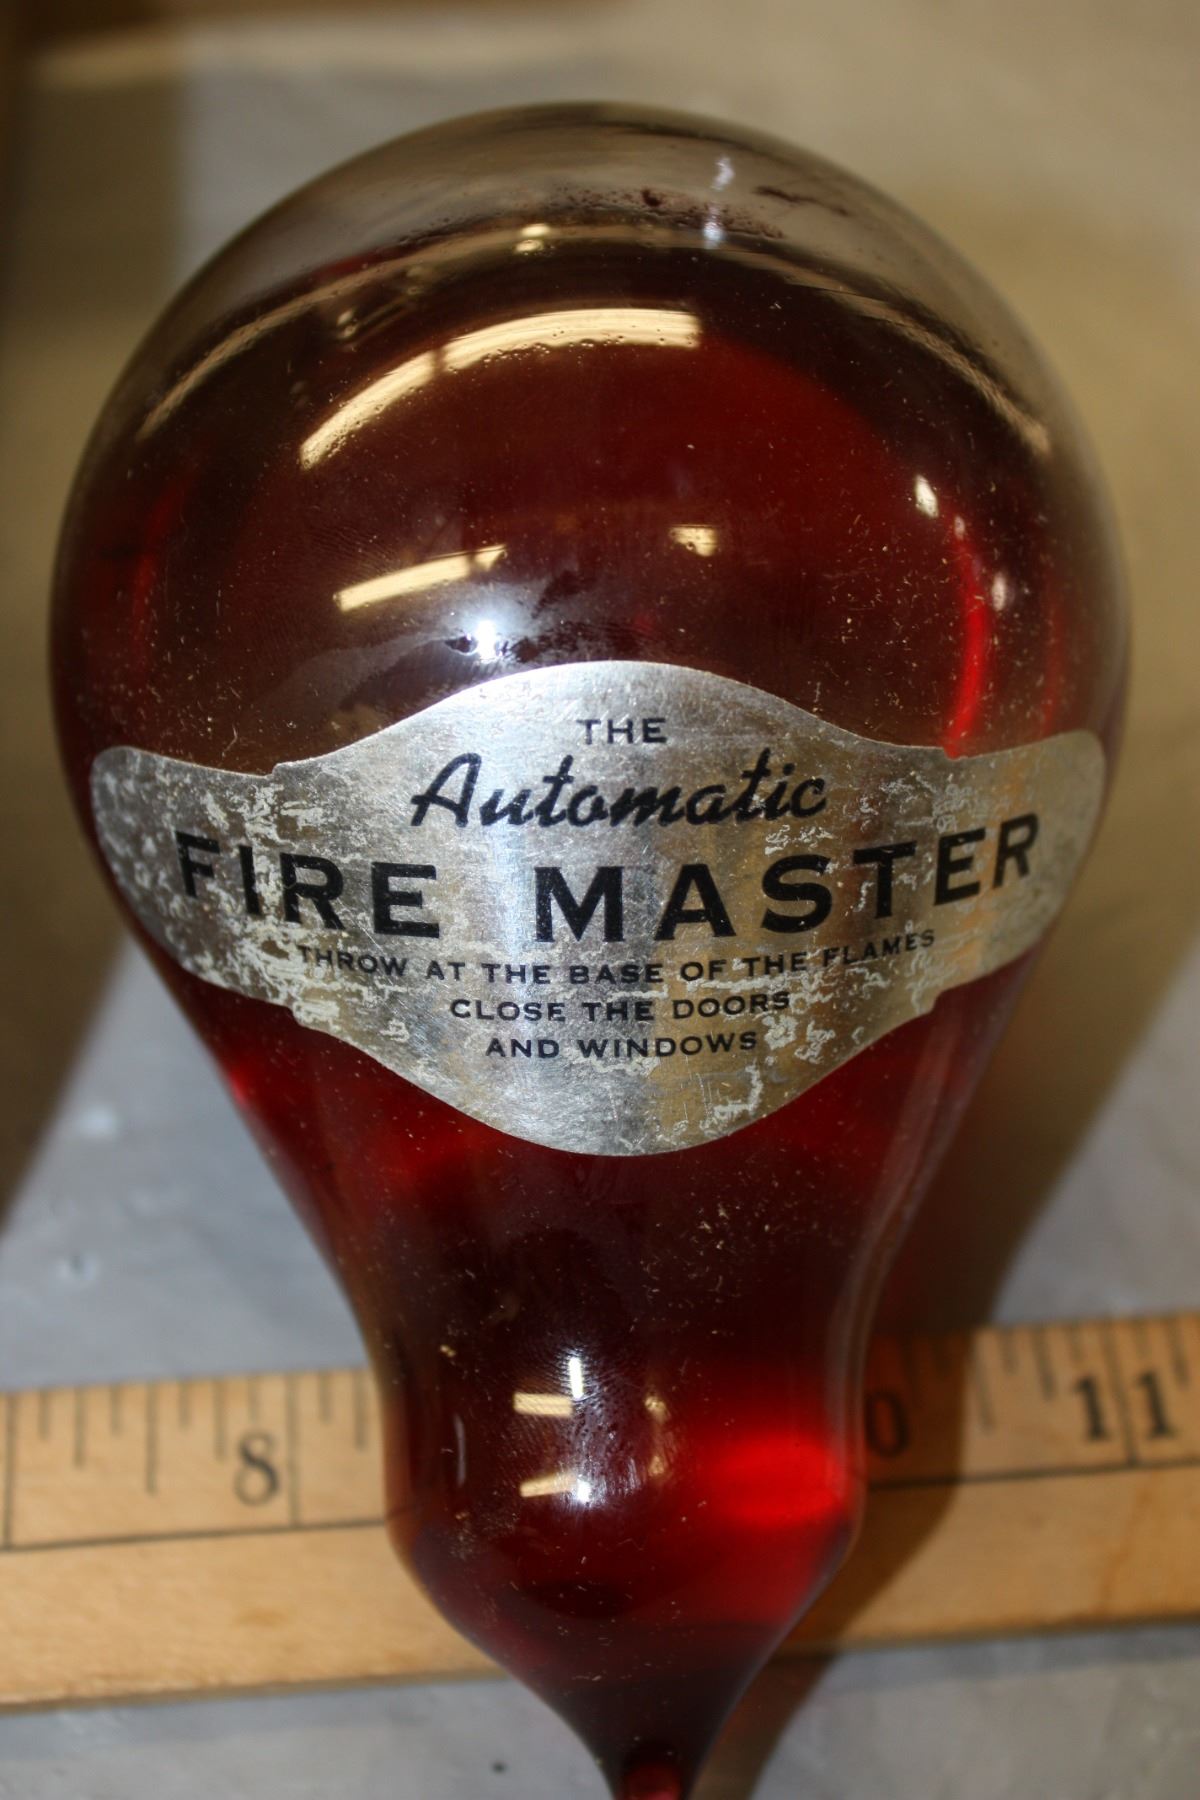 THE
Automatic
FIRE MASTER
THROW AT THE BASE OF THE FLAMES
CLOSE THE DOORS
AND WINDOWS
8 0 11